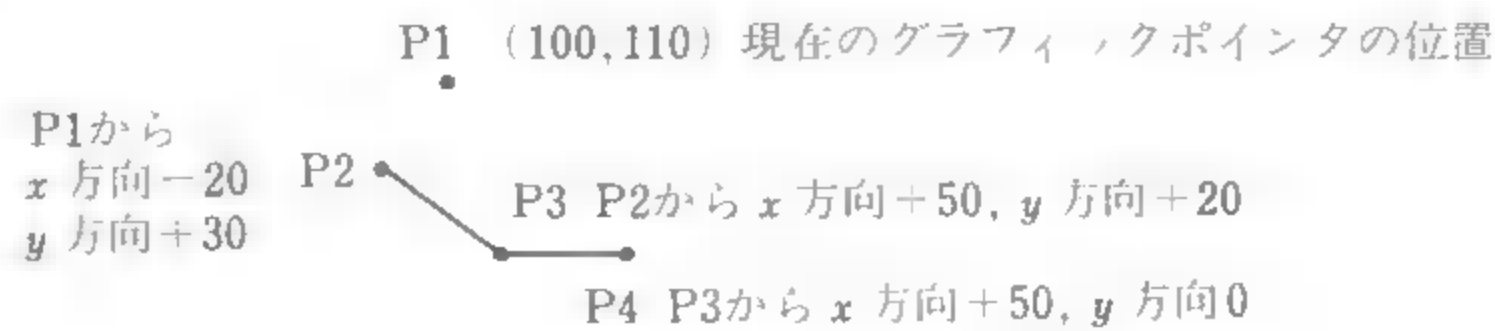 P1 (100,110) 現在のグラフィックポインタの位置
P1から
x 方向−20
y 方向+30
P2
P3 P2から x 方向+50, y 方向+20
P4 P3から x 方向+50, y 方向0